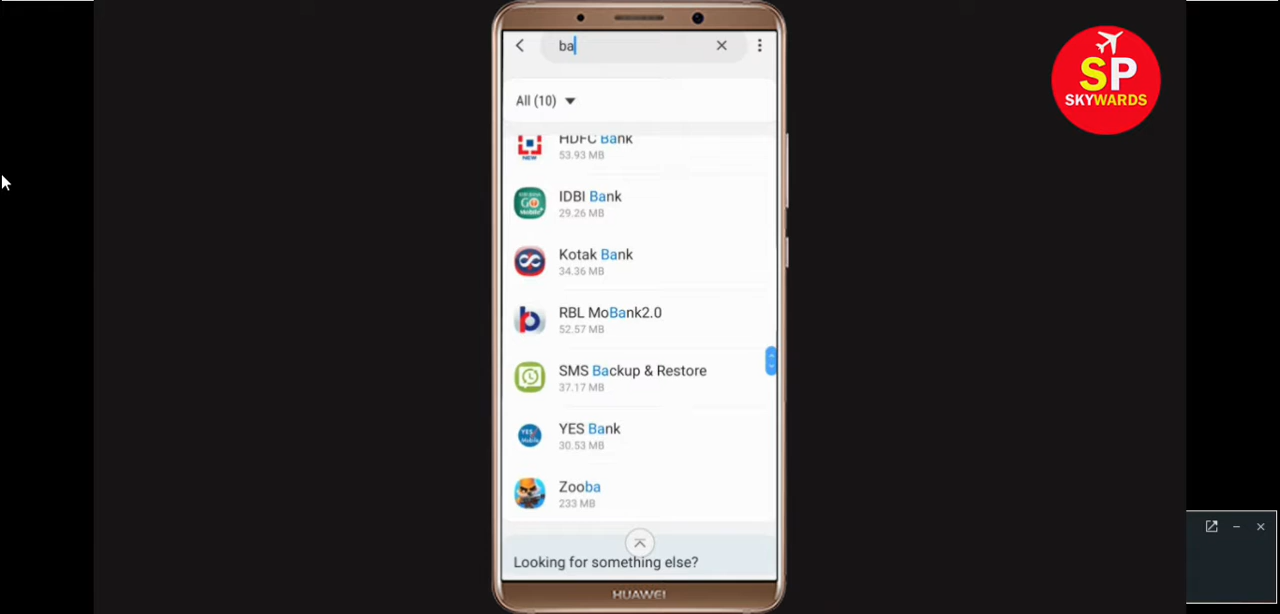 ba
All (10)
HDFC Bank
53.93 MB
IDBI Bank
29.26 MB
Kotak Bank
34.36 MB
RBL MoBank2.0
52.57 MB
SMS Backup & Restore
37.17 MB
YES Bank
30.53 MB
Zooba
233 MB
Looking for something else?
HUAWEI
SP
SKYWARDS